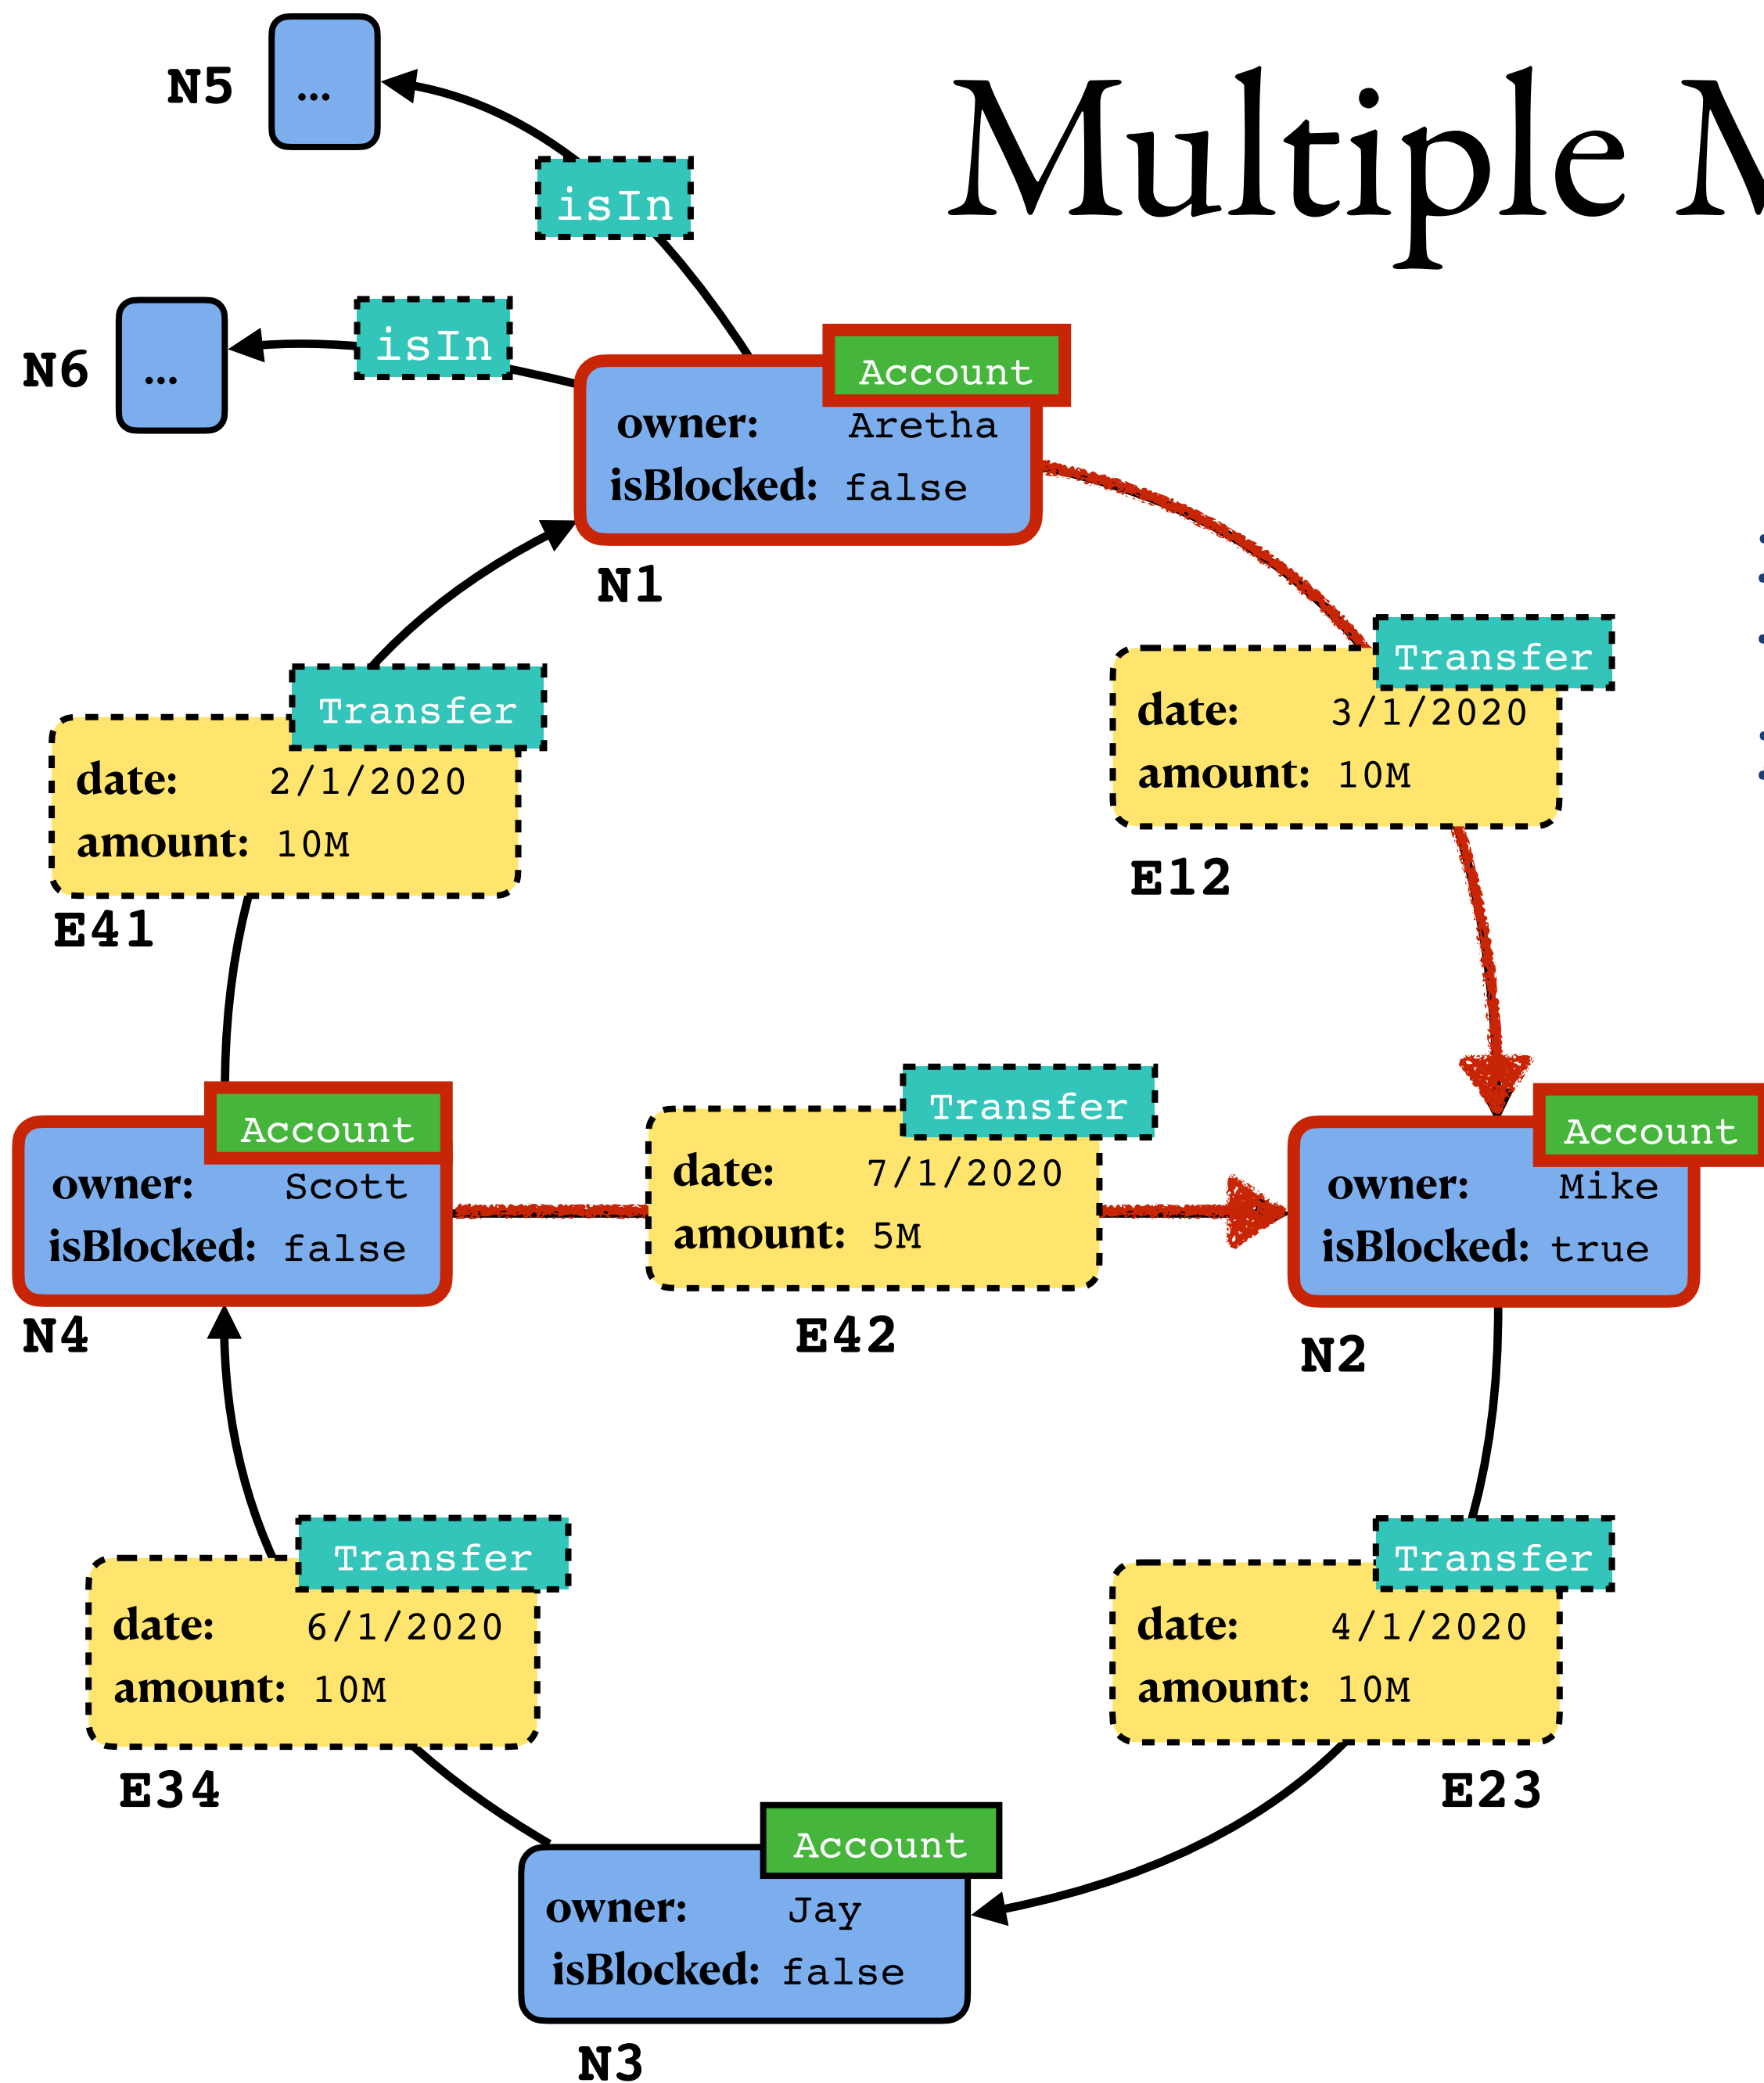 Multiple M
N5
...
isIn
N6
...
isIn
Account
owner: Aretha
isBlocked: false
N1
Transfer
date: 3/1/2020
amount: 10M
E12
Transfer
date: 2/1/2020
amount: 10M
E41
Account
owner: Scott
isBlocked: false
N4
Transfer
date: 7/1/2020
amount: 5M
E42
Account
owner: Mike
isBlocked: true
N2
Transfer
date: 6/1/2020
amount: 10M
E34
Transfer
date: 4/1/2020
amount: 10M
E23
Account
owner: Jay
isBlocked: false
N3